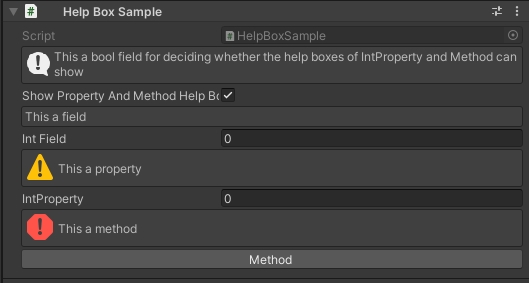 Help Box Sample
Script
HelpBoxSample
This a bool field for deciding whether the help boxes of IntProperty and Method can
show
Show Property And Method Help Bo
This a field
Int Field
0
This a property
IntProperty
0
This a method
Method